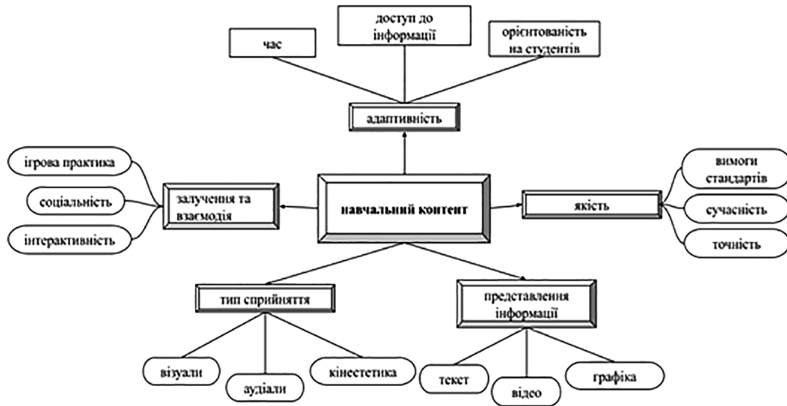 час
доступ до
інформації
орієнтованість
на студентів
адаптивність
ігрова практика
соціальність
інтерактивність
залучення та
взаємодія
навчальний контент
якість
вимоги
стандартів
сучасність
точність
тип сприйняття
представлення
інформації
візуали
аудіали
кінестетика
текст
відео
графіка